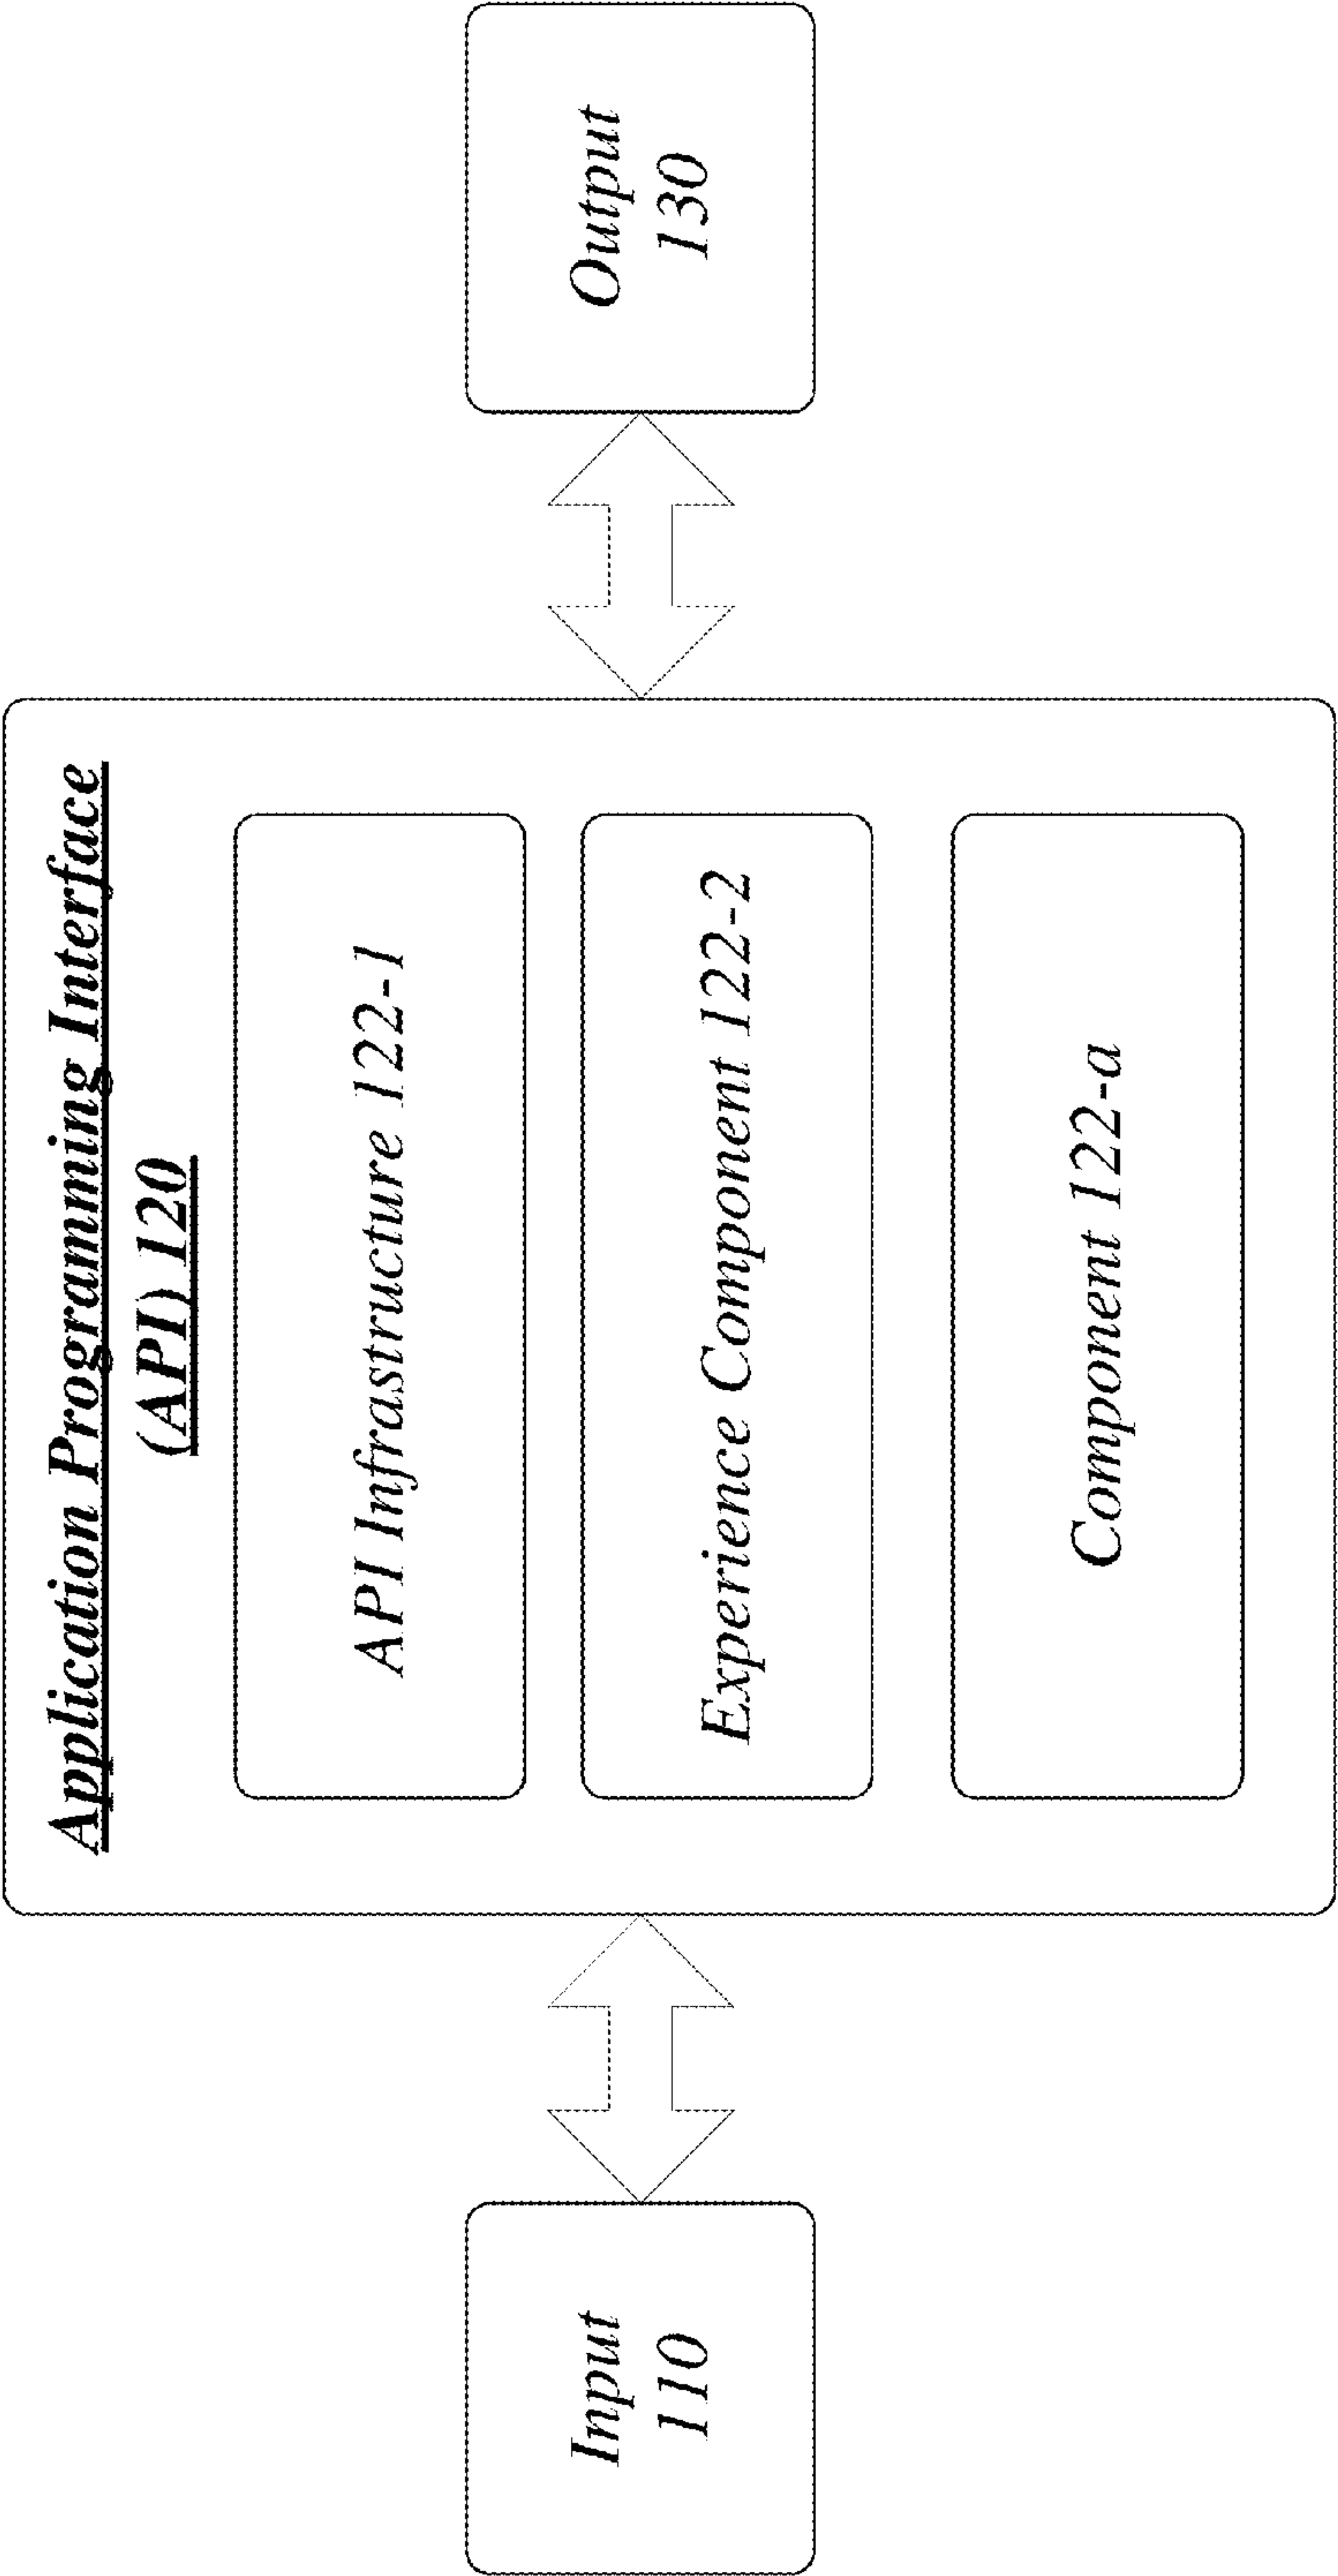 Application Programming Interface
(API) 120
Input
110
API Infrastructure 122-1
Experience Component 122-2
Component 122-a
Output
130